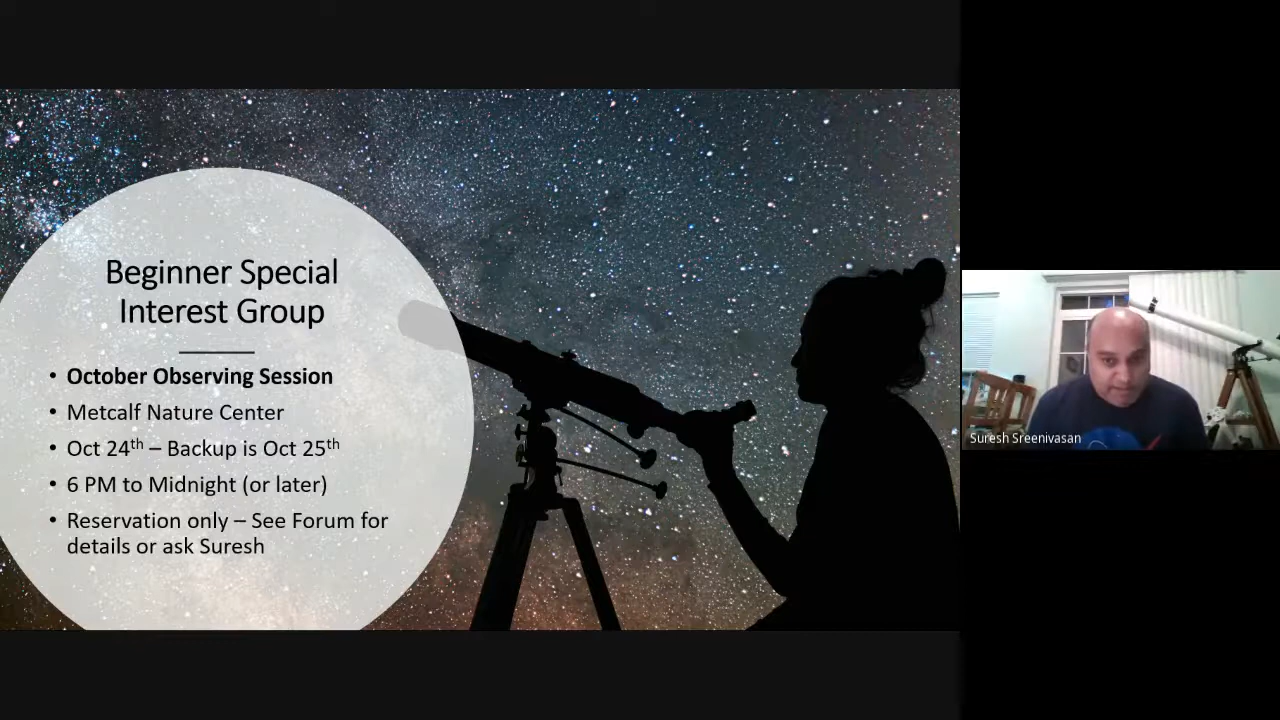 Beginner Special
Interest Group
• October Observing Session
• Metcalf Nature Center
• Oct 24th – Backup is Oct 25th
• 6 PM to Midnight (or later)
• Reservation only – See Forum for
details or ask Suresh
Suresh Sreenivasan